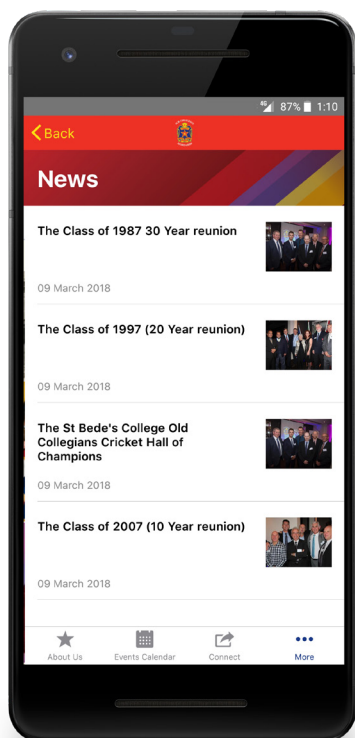 4G 87% 1:10
Back
News
The Class of 1987 30 Year reunion
09 March 2018
The Class of 1997 (20 Year reunion)
09 March 2018
The St Bede's College Old
Collegians Cricket Hall of
Champions
09 March 2018
The Class of 2007 (10 Year reunion)
09 March 2018
About Us Events Calendar Connect More